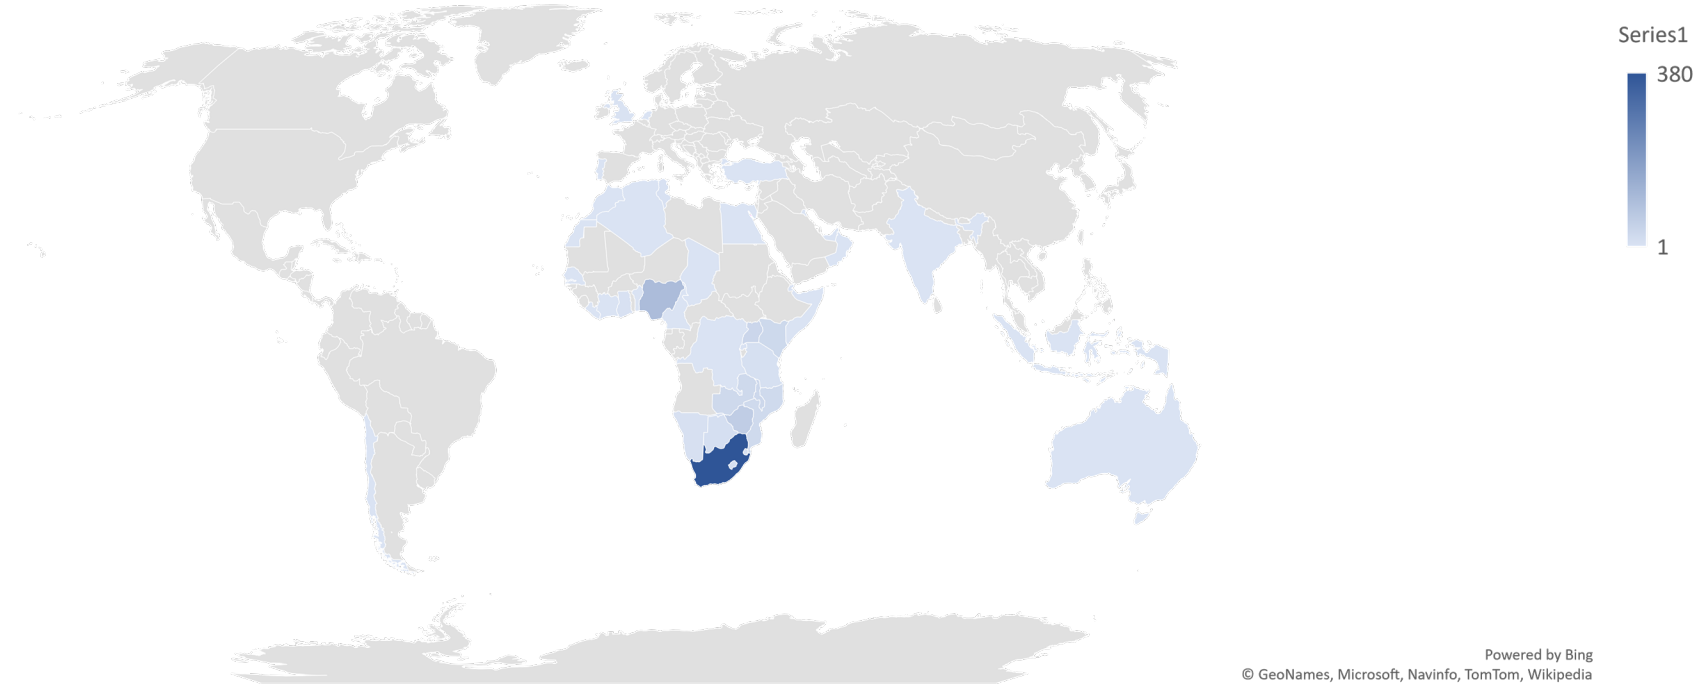 Series1
380
1
Powered by Bing
© GeoNames, Microsoft, Navinfo, TomTom, Wikipedia